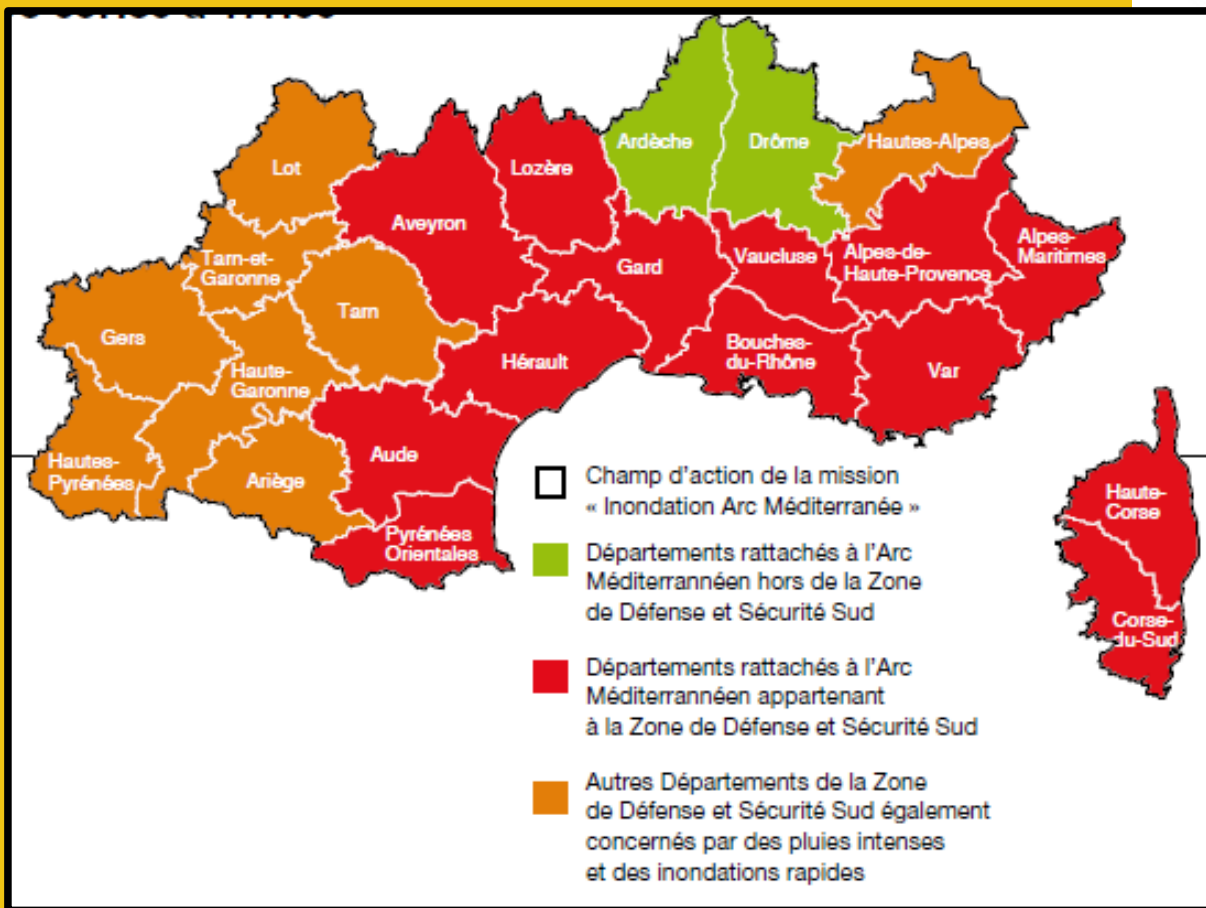 Ardèche
Drôme
Hautes-Alpes
Lot
Lozère
Aveyron
Alpes-
Maritimes
Tarn-et-
Garonne
Gard
Vaucluse
Alpes-de-
Haute-Provence
Gers
Tarn
Haute-
Garonne
Hérault
Bouches-
du-Rhône
Var
Hautes-
Pyrénées
Ariège
Aude
Pyrénées
Orientales
Haute-
Corse
Corse-
du-Sud
Champ d'action de la mission
« Inondation Arc Méditerranée »
Départements rattachés à l'Arc
Méditerrannéen hors de la Zone
de Défense et Sécurité Sud
Départements rattachés à l'Arc
Méditerrannéen appartenant
à la Zone de Défense et Sécurité Sud
Autres Départements de la Zone
de Défense et Sécurité Sud également
concernés par des pluies intenses
et des inondations rapides